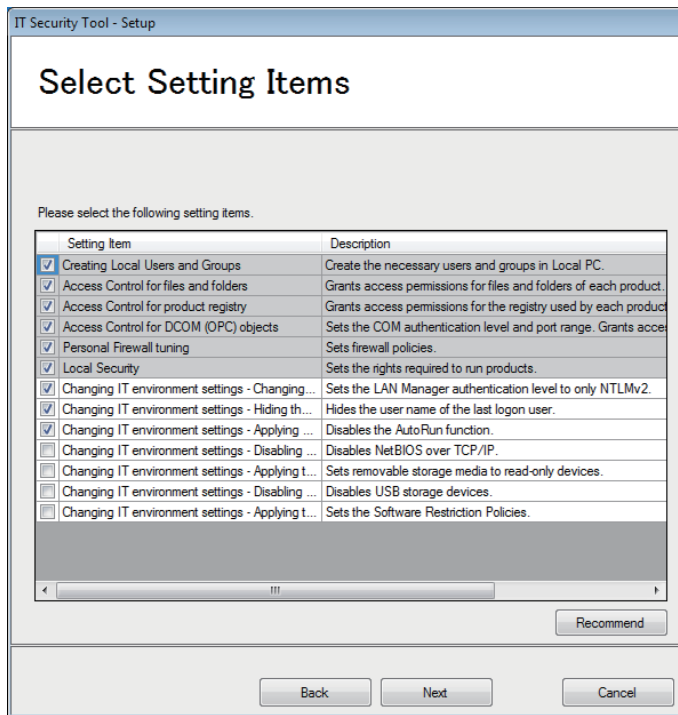 IT Security Tool - Setup
Select Setting Items
Please select the following setting items.
Setting Item Description
Creating Local Users and Groups Create the necessary users and groups in Local PC.
Access Control for files and folders Grants access permissions for files and folders of each product.
Access Control for product registry Grants access permissions for the registry used by each product
Access Control for DCOM (OPC) objects Sets the COM authentication level and port range. Grants acce
Personal Firewall tuning Sets firewall policies.
Local Security Sets the rights required to run products.
Changing IT environment settings - Changing... Sets the LAN Manager authentication level to only NTLMv2.
Changing IT environment settings - Hiding th... Hides the user name of the last logon user.
Changing IT environment settings - Applying ... Disables the AutoRun function.
Changing IT environment settings - Disabling ... Disables NetBIOS over TCP/IP.
Changing IT environment settings - Applying t... Sets removable storage media to read-only devices.
Changing IT environment settings - Disabling ... Disables USB storage devices.
Changing IT environment settings - Applying t... Sets the Software Restriction Policies.
Recommend
Back Next Cancel